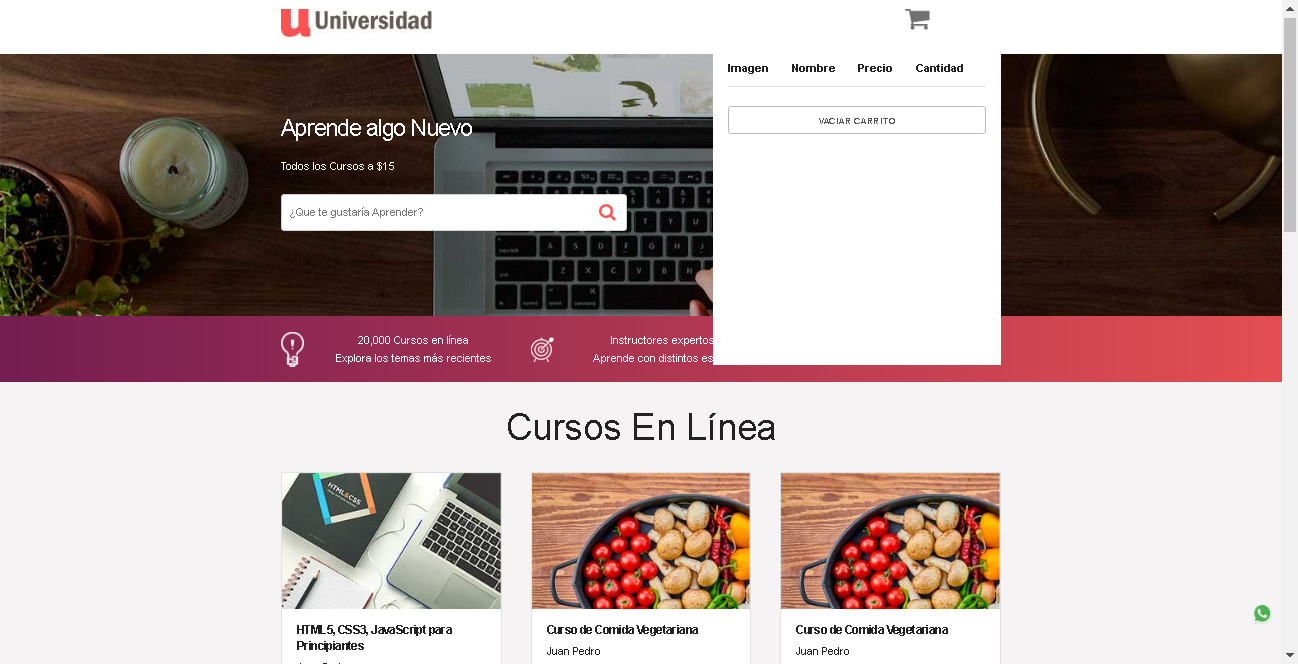 Universidad
Imagen Nombre Precio Cantidad
VACIAR CARRITO
Aprende algo Nuevo
Todos los Cursos a $15
¿Que te gustaría Aprender?
20,000 Cursos en línea
Explora los temas más recientes
Instructores expertos
Aprende con distintos es
Cursos En Línea
HTML&CSS
HTML5, CSS3, JavaScript para
Principiantes
Curso de Comida Vegetariana
Juan Pedro
Curso de Comida Vegetariana
Juan Pedro